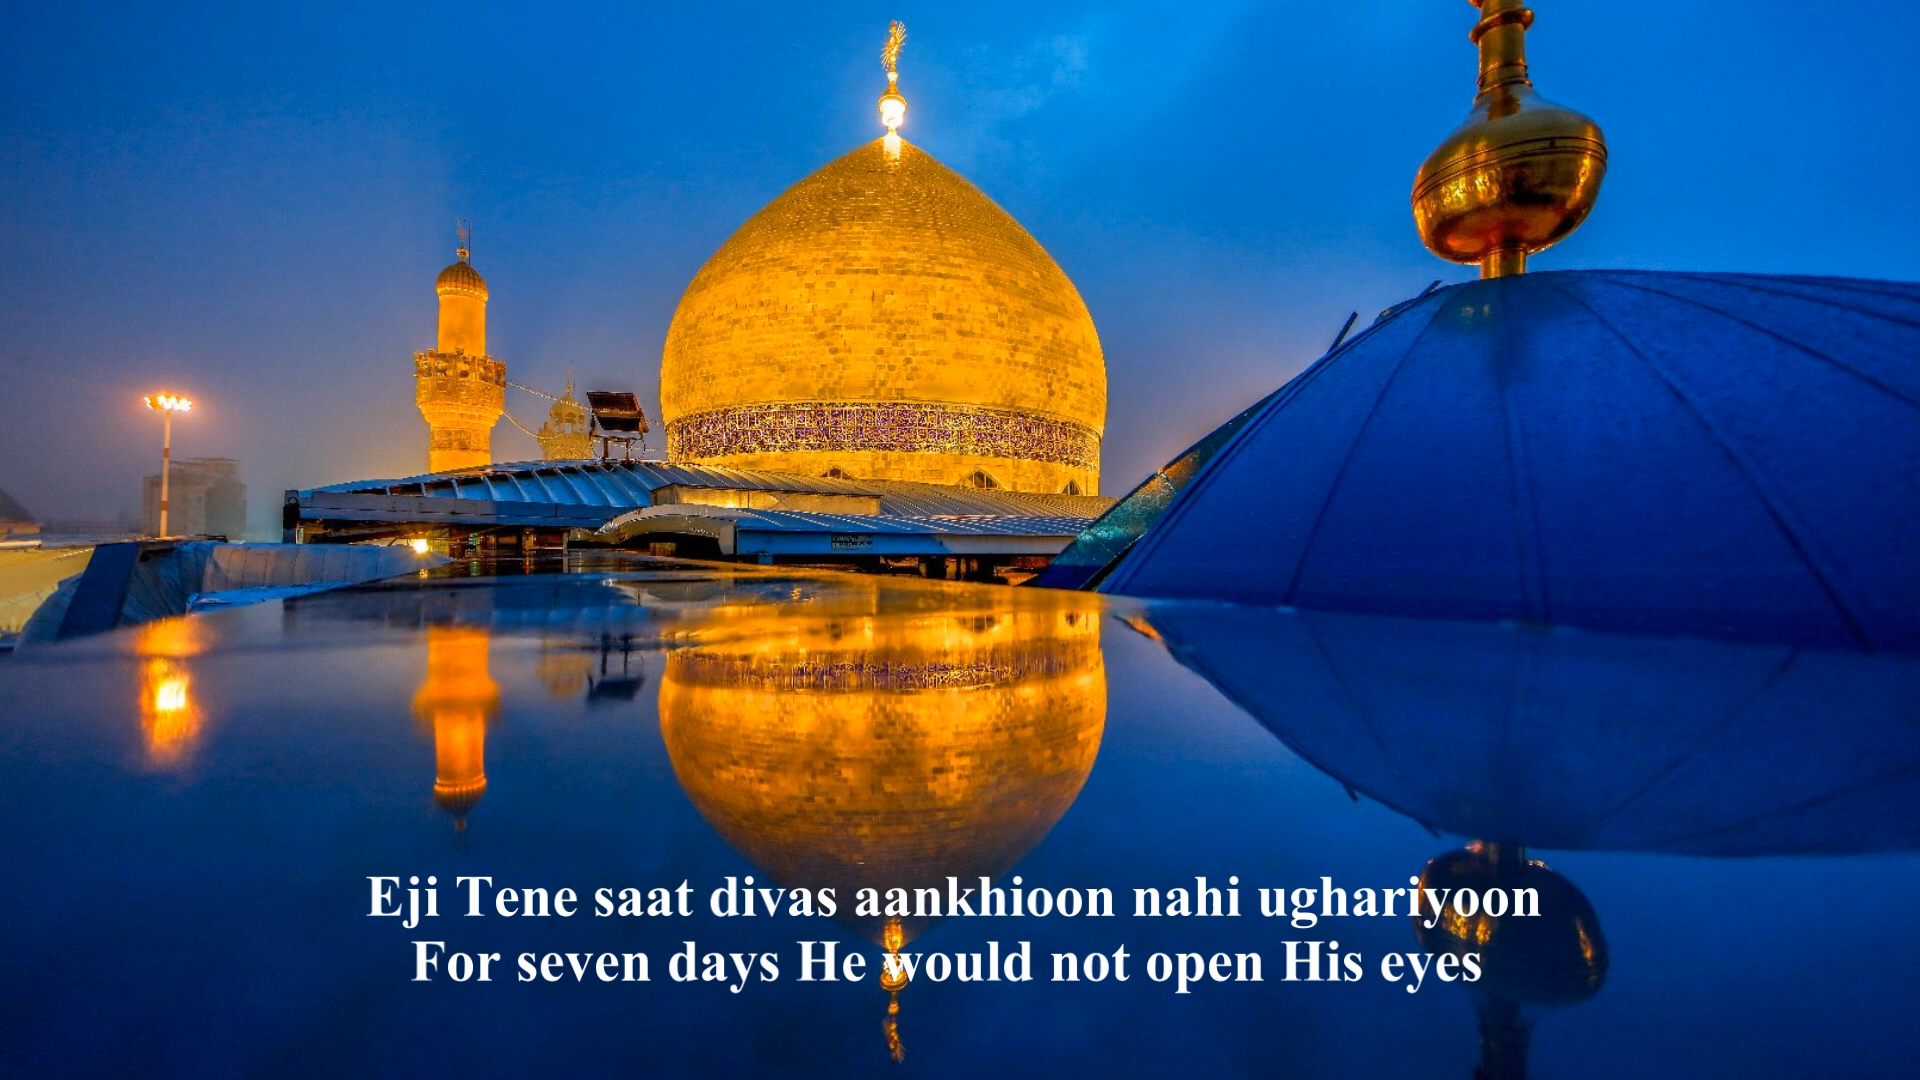 Eji Tene saat divas aankhioon nahi ughariyoon
For seven days He would not open His eyes